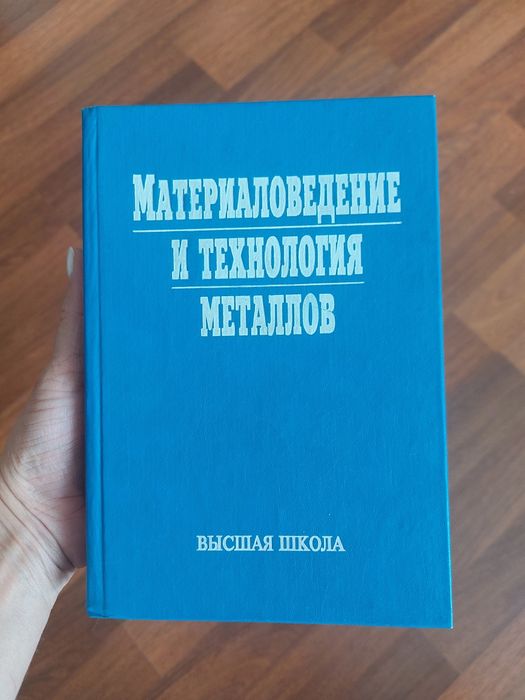 Материаловедение
и технология
металлов
ВЫСШАЯ ШКОЛА